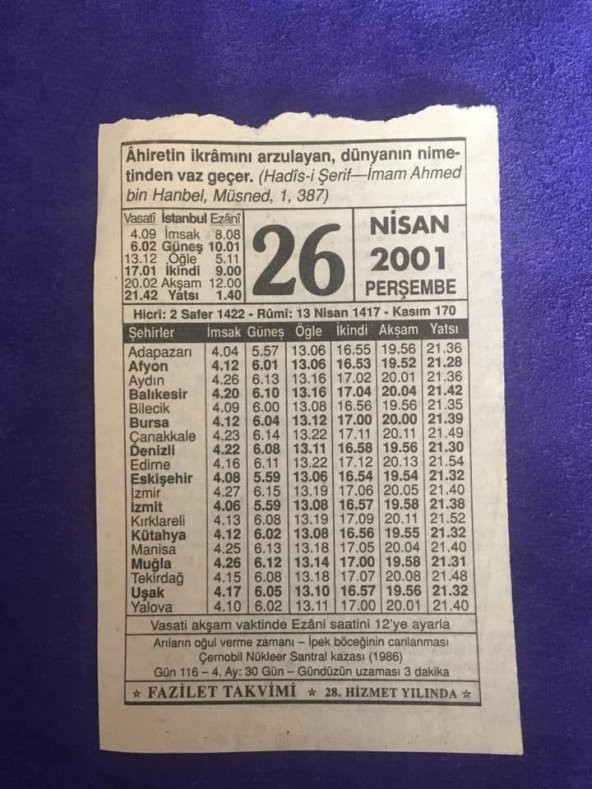 Âhiretin ikrâmını arzulayan, dünyanın nime-
tinden vaz geçer. (Hadîs-i Şerif—İmam Ahmed
bin Hanbel, Müsned, 1, 387)
Vasatî İstanbul Ezânî
4.09 İmsak 8.08
6.02 Güneş 10.01
13.12 Öğle 5.11
17.01 İkindi 9.00
20.02 Akşam 12.00
21.42 Yatsı 1.40
26
NİSAN
2001
PERŞEMBE
Hicrî: 2 Safer 1422 - Rûmî: 13 Nisan 1417 - Kasım 170
Şehirler İmsak Güneş Öğle İkindi Akşam Yatsı
Adapazarı 4.04 5.57 13.06 16.55 19.56 21.36
Afyon 4.12 6.01 13.06 16.53 19.52 21.28
Aydın 4.26 6.13 13.16 17.02 20.01 21.36
Balıkesir 4.20 6.10 13.16 17.04 20.04 21.42
Bilecik 4.09 6.00 13.08 16.56 19.56 21.35
Bursa 4.12 6.04 13.12 17.00 20.00 21.39
Çanakkale 4.23 6.14 13.22 17.11 20.11 21.49
Denizli 4.22 6.08 13.11 16.58 19.56 21.30
Edirne 4.16 6.11 13.22 17.12 20.13 21.54
Eskişehir 4.08 5.59 13.06 16.54 19.54 21.32
İzmir 4.27 6.15 13.19 17.06 20.05 21.40
İzmit 4.06 5.59 13.08 16.57 19.58 21.38
Kırklareli 4.13 6.08 13.19 17.09 20.11 21.52
Kütahya 4.12 6.02 13.08 16.56 19.55 21.32
Manisa 4.25 6.13 13.18 17.05 20.04 21.40
Muğla 4.26 6.12 13.14 17.00 19.58 21.31
Tekirdağ 4.15 6.08 13.18 17.07 20.08 21.48
Uşak 4.17 6.05 13.10 16.57 19.56 21.32
Yalova 4.10 6.02 13.11 17.00 20.01 21.40
Vasati akşam vaktinde Ezâni saatini 12'ye ayarla
Arıların oğul verme zamanı – İpek böceğinin canlanması
Çernobil Nükleer Santral kazası (1986)
Gün 116 – 4. Ay: 30 Gün – Gündüzün uzaması 3 dakika
☆ FAZİLET TAKVİMİ ☆ 28. HİZMET YILINDA ☆